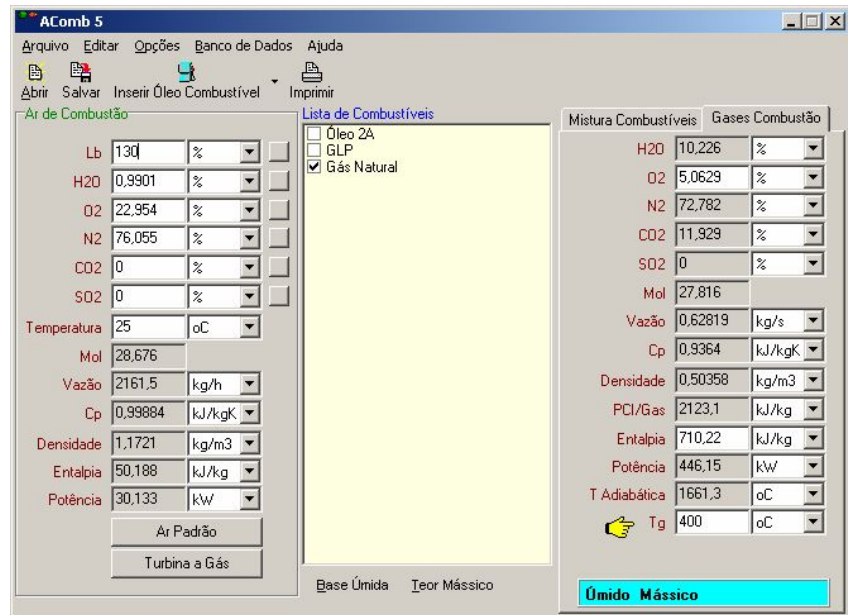 AComb 5
Arquivo Editar Opções Banco de Dados Ajuda
Abrir Salvar Inserir Óleo Combustível Imprimir
Ar de Combustão
Lb 130 %
H2O 0,9901 %
O2 22,954 %
N2 76,055 %
CO2 0 %
SO2 0 %
Temperatura 25 oC
Mol 28,676
Vazão 2161,5 kg/h
Cp 0,99884 kJ/kgK
Densidade 1,1721 kg/m3
Entalpia 50,188 kJ/kg
Potência 30,133 kW
Ar Padrão
Turbina a Gás
Lista de Combustíveis
Óleo 2A
GLP
Gás Natural
Base Úmida Teor Mássico
Mistura Combustíveis Gases Combustão
H2O 10,226 %
O2 5,0629 %
N2 72,782 %
CO2 11,929 %
SO2 0 %
Mol 27,816
Vazão 0,62819 kg/s
Cp 0,9364 kJ/kgK
Densidade 0,50358 kg/m3
PCI/Gas 2123,1 kJ/kg
Entalpia 710,22 kJ/kg
Potência 446,15 kW
T Adiabática 1661,3 oC
Tg 400 oC
Úmido Mássico